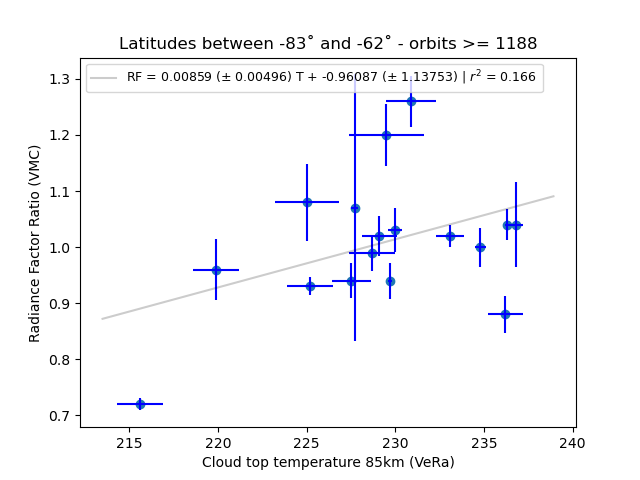 Latitudes between -83° and -62° - orbits >= 1188
RF = 0.00859 (± 0.00496) T + -0.96087 (± 1.13753) | r² = 0.166
Radiance Factor Ratio (VMC)
1.3
1.2
1.1
1.0
0.9
0.8
0.7
215 220 225 230 235 240
Cloud top temperature 85km (VeRa)